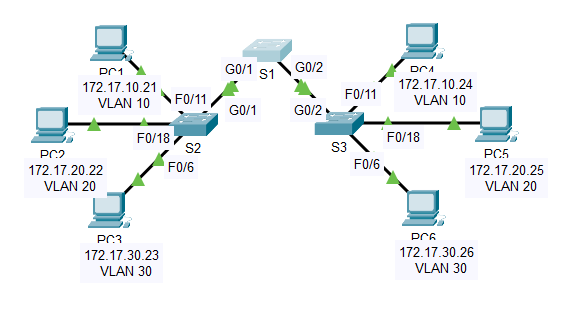 PC1
172.17.10.21
VLAN 10
F0/11
G0/1
S1
G0/2
PC4
172.17.10.24
VLAN 10
F0/11
G0/1
G0/2
PC2
172.17.20.22
VLAN 20
F0/18
S2
F0/6
S3
F0/18
F0/6
PC5
172.17.20.25
VLAN 20
PC3
172.17.30.23
VLAN 30
PC6
172.17.30.26
VLAN 30